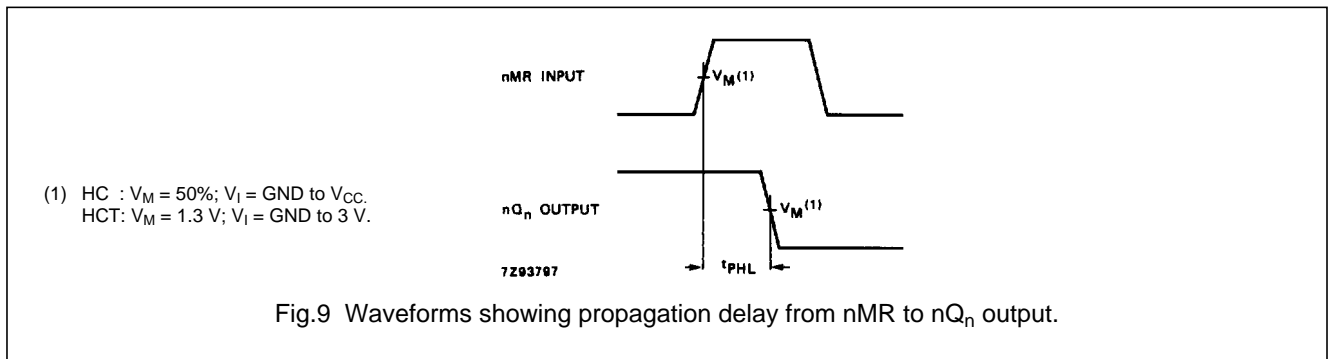 nMR INPUT
VM(1)
(1) HC : VM = 50%; VI = GND to VCC.
HCT: VM = 1.3 V; VI = GND to 3 V.
nQn OUTPUT
VM(1)
7Z93797
tPHL
Fig.9 Waveforms showing propagation delay from nMR to nQn output.